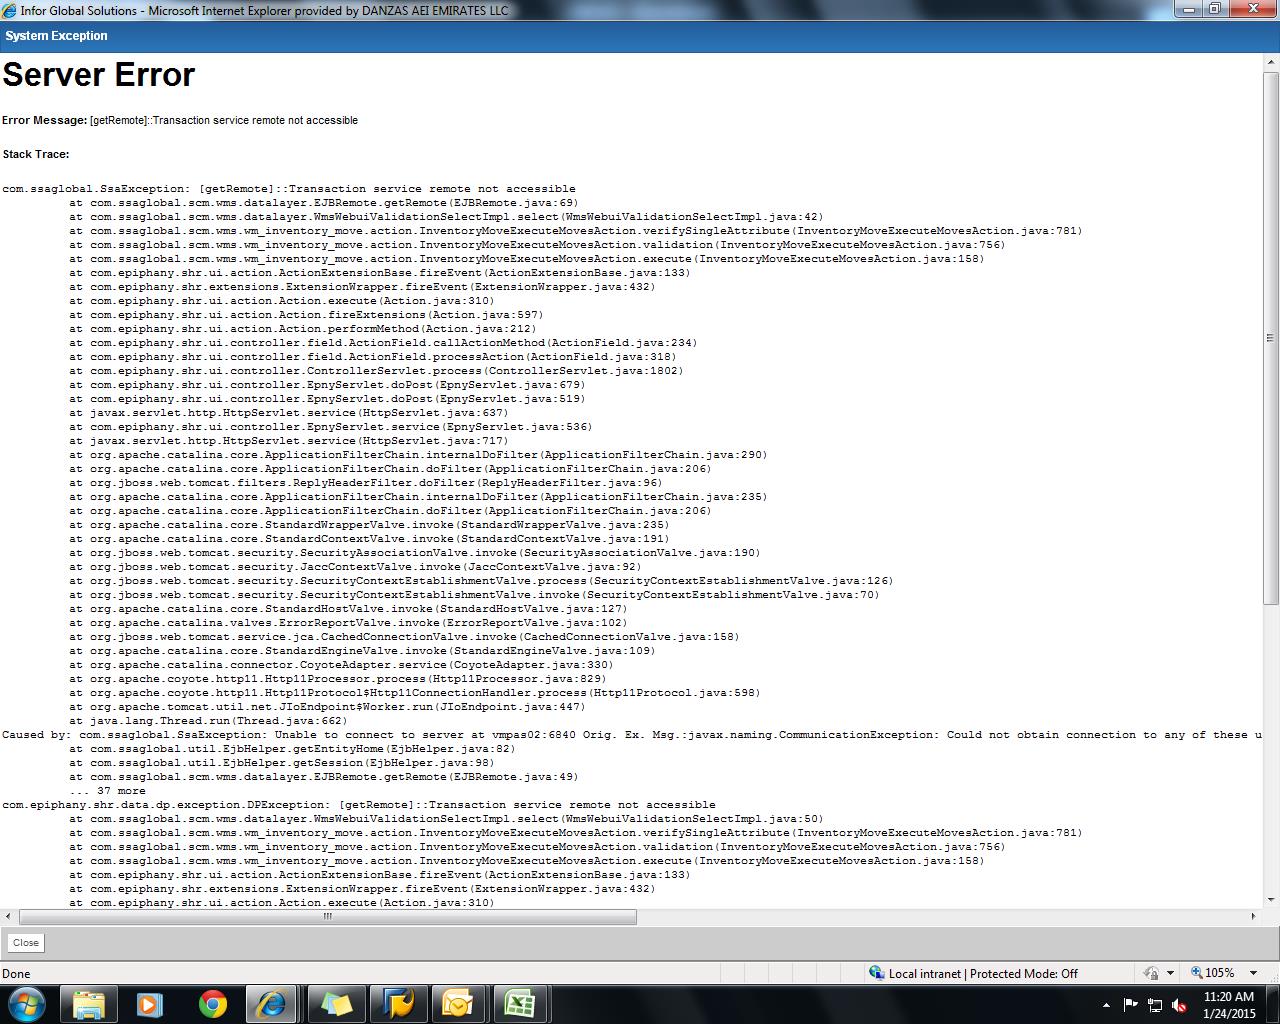 Infor Global Solutions - Microsoft Internet Explorer provided by DANZAS AEI EMIRATES LLC
System Exception
Server Error
Error Message: [getRemote]::Transaction service remote not accessible
Stack Trace:
com.ssaglobal.SsaException: [getRemote]::Transaction service remote not accessible
at com.ssaglobal.scm.wms.datalayer.EJBRemote.getRemote(EJBRemote.java:69)
at com.ssaglobal.scm.wms.datalayer.WmsWebuiValidationSelectImpl.select(WmsWebuiValidationSelectImpl.java:42)
at com.ssaglobal.scm.wms.wm_inventory_move.action.InventoryMoveExecuteMovesAction.verifySingleAttribute(InventoryMoveExecuteMovesAction.java:781)
at com.ssaglobal.scm.wms.wm_inventory_move.action.InventoryMoveExecuteMovesAction.validation(InventoryMoveExecuteMovesAction.java:756)
at com.ssaglobal.scm.wms.wm_inventory_move.action.InventoryMoveExecuteMovesAction.execute(InventoryMoveExecuteMovesAction.java:158)
at com.epiphany.shr.ui.action.ActionExtensionBase.fireEvent(ActionExtensionBase.java:133)
at com.epiphany.shr.extensions.ExtensionWrapper.fireEvent(ExtensionWrapper.java:432)
at com.epiphany.shr.ui.action.Action.execute(Action.java:310)
at com.epiphany.shr.ui.action.Action.fireExtensions(Action.java:597)
at com.epiphany.shr.ui.action.Action.performMethod(Action.java:212)
at com.epiphany.shr.ui.controller.field.ActionField.callActionMethod(ActionField.java:234)
at com.epiphany.shr.ui.controller.field.ActionField.processAction(ActionField.java:318)
at com.epiphany.shr.ui.controller.ControllerServlet.process(ControllerServlet.java:1802)
at com.epiphany.shr.ui.controller.EpnyServlet.doPost(EpnyServlet.java:679)
at com.epiphany.shr.ui.controller.EpnyServlet.doPost(EpnyServlet.java:519)
at javax.servlet.http.HttpServlet.service(HttpServlet.java:637)
at com.epiphany.shr.ui.controller.EpnyServlet.service(EpnyServlet.java:536)
at javax.servlet.http.HttpServlet.service(HttpServlet.java:717)
at org.apache.catalina.core.ApplicationFilterChain.internalDoFilter(ApplicationFilterChain.java:290)
at org.apache.catalina.core.ApplicationFilterChain.doFilter(ApplicationFilterChain.java:206)
at org.jboss.web.tomcat.filters.ReplyHeaderFilter.doFilter(ReplyHeaderFilter.java:96)
at org.apache.catalina.core.ApplicationFilterChain.internalDoFilter(ApplicationFilterChain.java:235)
at org.apache.catalina.core.ApplicationFilterChain.doFilter(ApplicationFilterChain.java:206)
at org.apache.catalina.core.StandardWrapperValve.invoke(StandardWrapperValve.java:235)
at org.apache.catalina.core.StandardContextValve.invoke(StandardContextValve.java:191)
at org.jboss.web.tomcat.security.SecurityAssociationValve.invoke(SecurityAssociationValve.java:190)
at org.jboss.web.tomcat.security.JaccContextValve.invoke(JaccContextValve.java:92)
at org.jboss.web.tomcat.security.SecurityContextEstablishmentValve.process(SecurityContextEstablishmentValve.java:126)
at org.jboss.web.tomcat.security.SecurityContextEstablishmentValve.invoke(SecurityContextEstablishmentValve.java:70)
at org.apache.catalina.core.StandardHostValve.invoke(StandardHostValve.java:127)
at org.apache.catalina.valves.ErrorReportValve.invoke(ErrorReportValve.java:102)
at org.jboss.web.tomcat.service.jca.CachedConnectionValve.invoke(CachedConnectionValve.java:158)
at org.apache.catalina.core.StandardEngineValve.invoke(StandardEngineValve.java:109)
at org.apache.catalina.connector.CoyoteAdapter.service(CoyoteAdapter.java:330)
at org.apache.coyote.http11.Http11Processor.process(Http11Processor.java:829)
at org.apache.coyote.http11.Http11Protocol$Http11ConnectionHandler.process(Http11Protocol.java:598)
at org.apache.tomcat.util.net.JIoEndpoint$Worker.run(JIoEndpoint.java:447)
at java.lang.Thread.run(Thread.java:662)
Caused by: com.ssaglobal.SsaException: Unable to connect to server at vmpas02:6840 Orig. Ex. Msg.:javax.naming.CommunicationException: Could not obtain connection to any of these u
at com.ssaglobal.util.EjbHelper.getEntityHome(EjbHelper.java:82)
at com.ssaglobal.util.EjbHelper.getSession(EjbHelper.java:98)
at com.ssaglobal.scm.wms.datalayer.EJBRemote.getRemote(EJBRemote.java:49)
... 37 more
com.epiphany.shr.data.dp.exception.DPException: [getRemote]::Transaction service remote not accessible
at com.ssaglobal.scm.wms.datalayer.WmsWebuiValidationSelectImpl.select(WmsWebuiValidationSelectImpl.java:50)
at com.ssaglobal.scm.wms.wm_inventory_move.action.InventoryMoveExecuteMovesAction.verifySingleAttribute(InventoryMoveExecuteMovesAction.java:781)
at com.ssaglobal.scm.wms.wm_inventory_move.action.InventoryMoveExecuteMovesAction.validation(InventoryMoveExecuteMovesAction.java:756)
at com.ssaglobal.scm.wms.wm_inventory_move.action.InventoryMoveExecuteMovesAction.execute(InventoryMoveExecuteMovesAction.java:158)
at com.epiphany.shr.ui.action.ActionExtensionBase.fireEvent(ActionExtensionBase.java:133)
at com.epiphany.shr.extensions.ExtensionWrapper.fireEvent(ExtensionWrapper.java:432)
at com.epiphany.shr.ui.action.Action.execute(Action.java:310)
Close
Done
Local intranet | Protected Mode: Off
105%
11:20 AM
1/24/2015